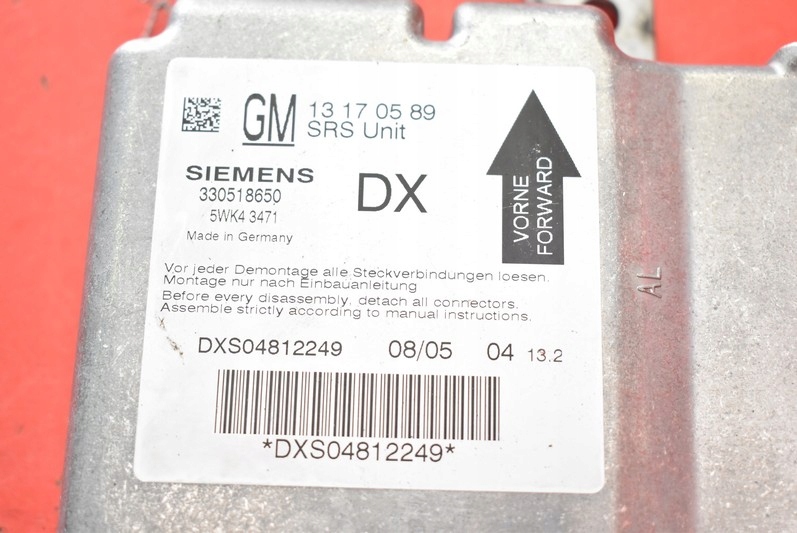 GM 13 170 5 89
SRS Unit
SIEMENS
330518650
5WK4 3471
Made in Germany
DX
VORNE
FORWARD
Vor jeder Demontage alle Steckverbindungen loesen.
Montage nur nach Einbauanleitung
Before every disassembly, detach all connectors.
Assemble strictly according to manual instructions.
DXS04812249 08/05 04 13.2
*DXS04812249*
AL